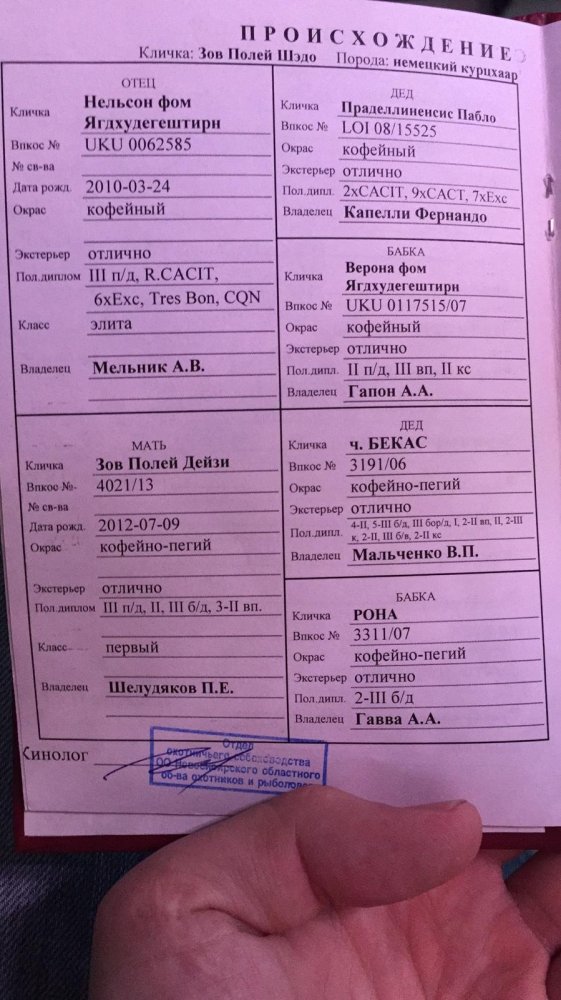 ПРОИСХОЖДЕНИЕ
Кличка: Зов Полей Шэдо Порода: немецкий курцхаар
ОТЕЦ
Кличка Нельсон фом
Ягдхудегештирн
Впкос № UKU 0062585
№ св-ва
Дата рожд. 2010-03-24
Окрас кофейный
Экстерьер отлично
Пол.диплом III п/д, R.CACIT,
6xExc, Tres Bon, CQN
Класс элита
Владелец Мельник А.В.
МАТЬ
Кличка Зов Полей Дейзи
Впкос № 4021/13
№ св-ва
Дата рожд. 2012-07-09
Окрас кофейно-пегий
Экстерьер отлично
Пол.диплом III п/д, II, III б/д, 3-II вп.
Класс первый
Владелец Шелудяков П.Е.
ДЕД
Кличка Праделлиненсис Пабло
Впкос № LOI 08/15525
Окрас кофейный
Экстерьер отлично
Пол.дипл. 2xCACIT, 9xCACT, 7xExc
Владелец Капелли Фернандо
БАБКА
Кличка Верона фом
Ягдхудегештирн
Впкос № UKU 0117515/07
Окрас кофейный
Экстерьер отлично
Пол.дипл. II п/д, III вп, II кс
Владелец Гапон А.А.
ДЕД
Кличка ч. БЕКАС
Впкос № 3191/06
Окрас кофейно-пегий
Экстерьер отлично
Пол.дипл. 4-II, 5-III б/д, III бор/д, I, 2-II вп, II, 2-III
к, 2-II, III б/в, 2-II кс
Владелец Мальченко В.П.
БАБКА
Кличка РОНА
Впкос № 3311/07
Окрас кофейно-пегий
Экстерьер отлично
Пол.дипл. 2-III б/д
Владелец Гавва А.А.
Кинолог
Отдел
охотничьего собаководства
ОО Новосибирского областного
об-ва охотников и рыболовов